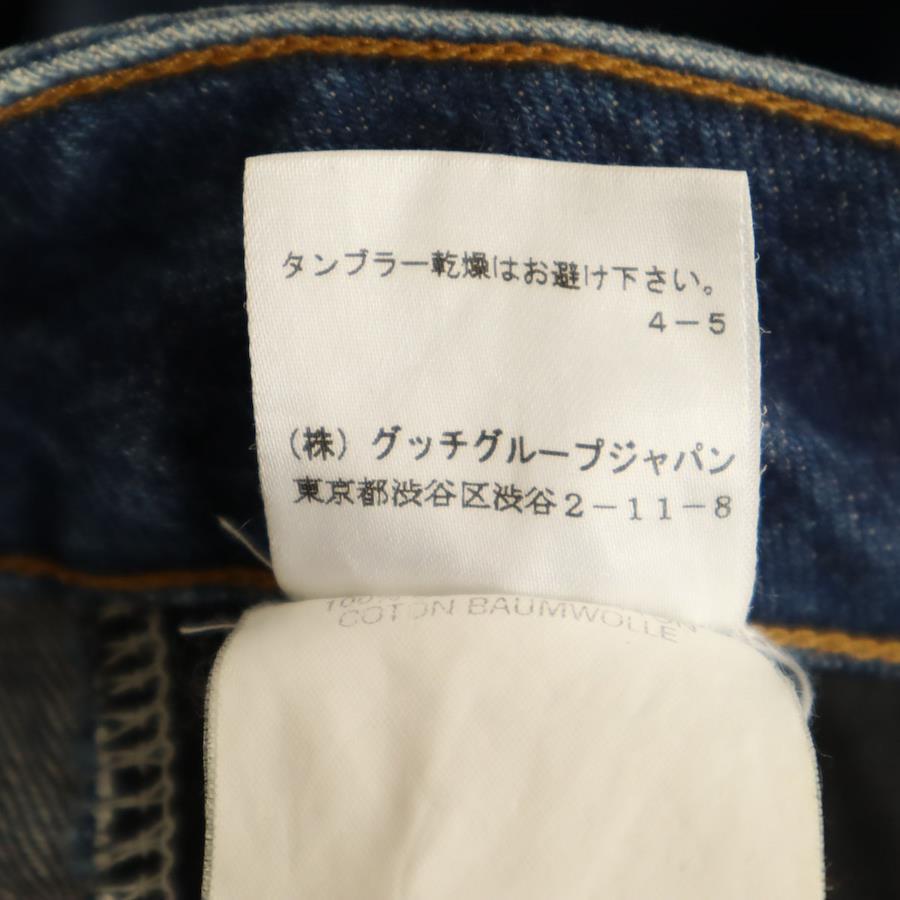 タンブラー乾燥はお避け下さい。
4－5
（株）グッチグループジャパン
東京都渋谷区渋谷2－11－8
COTON BAUMWOLLE